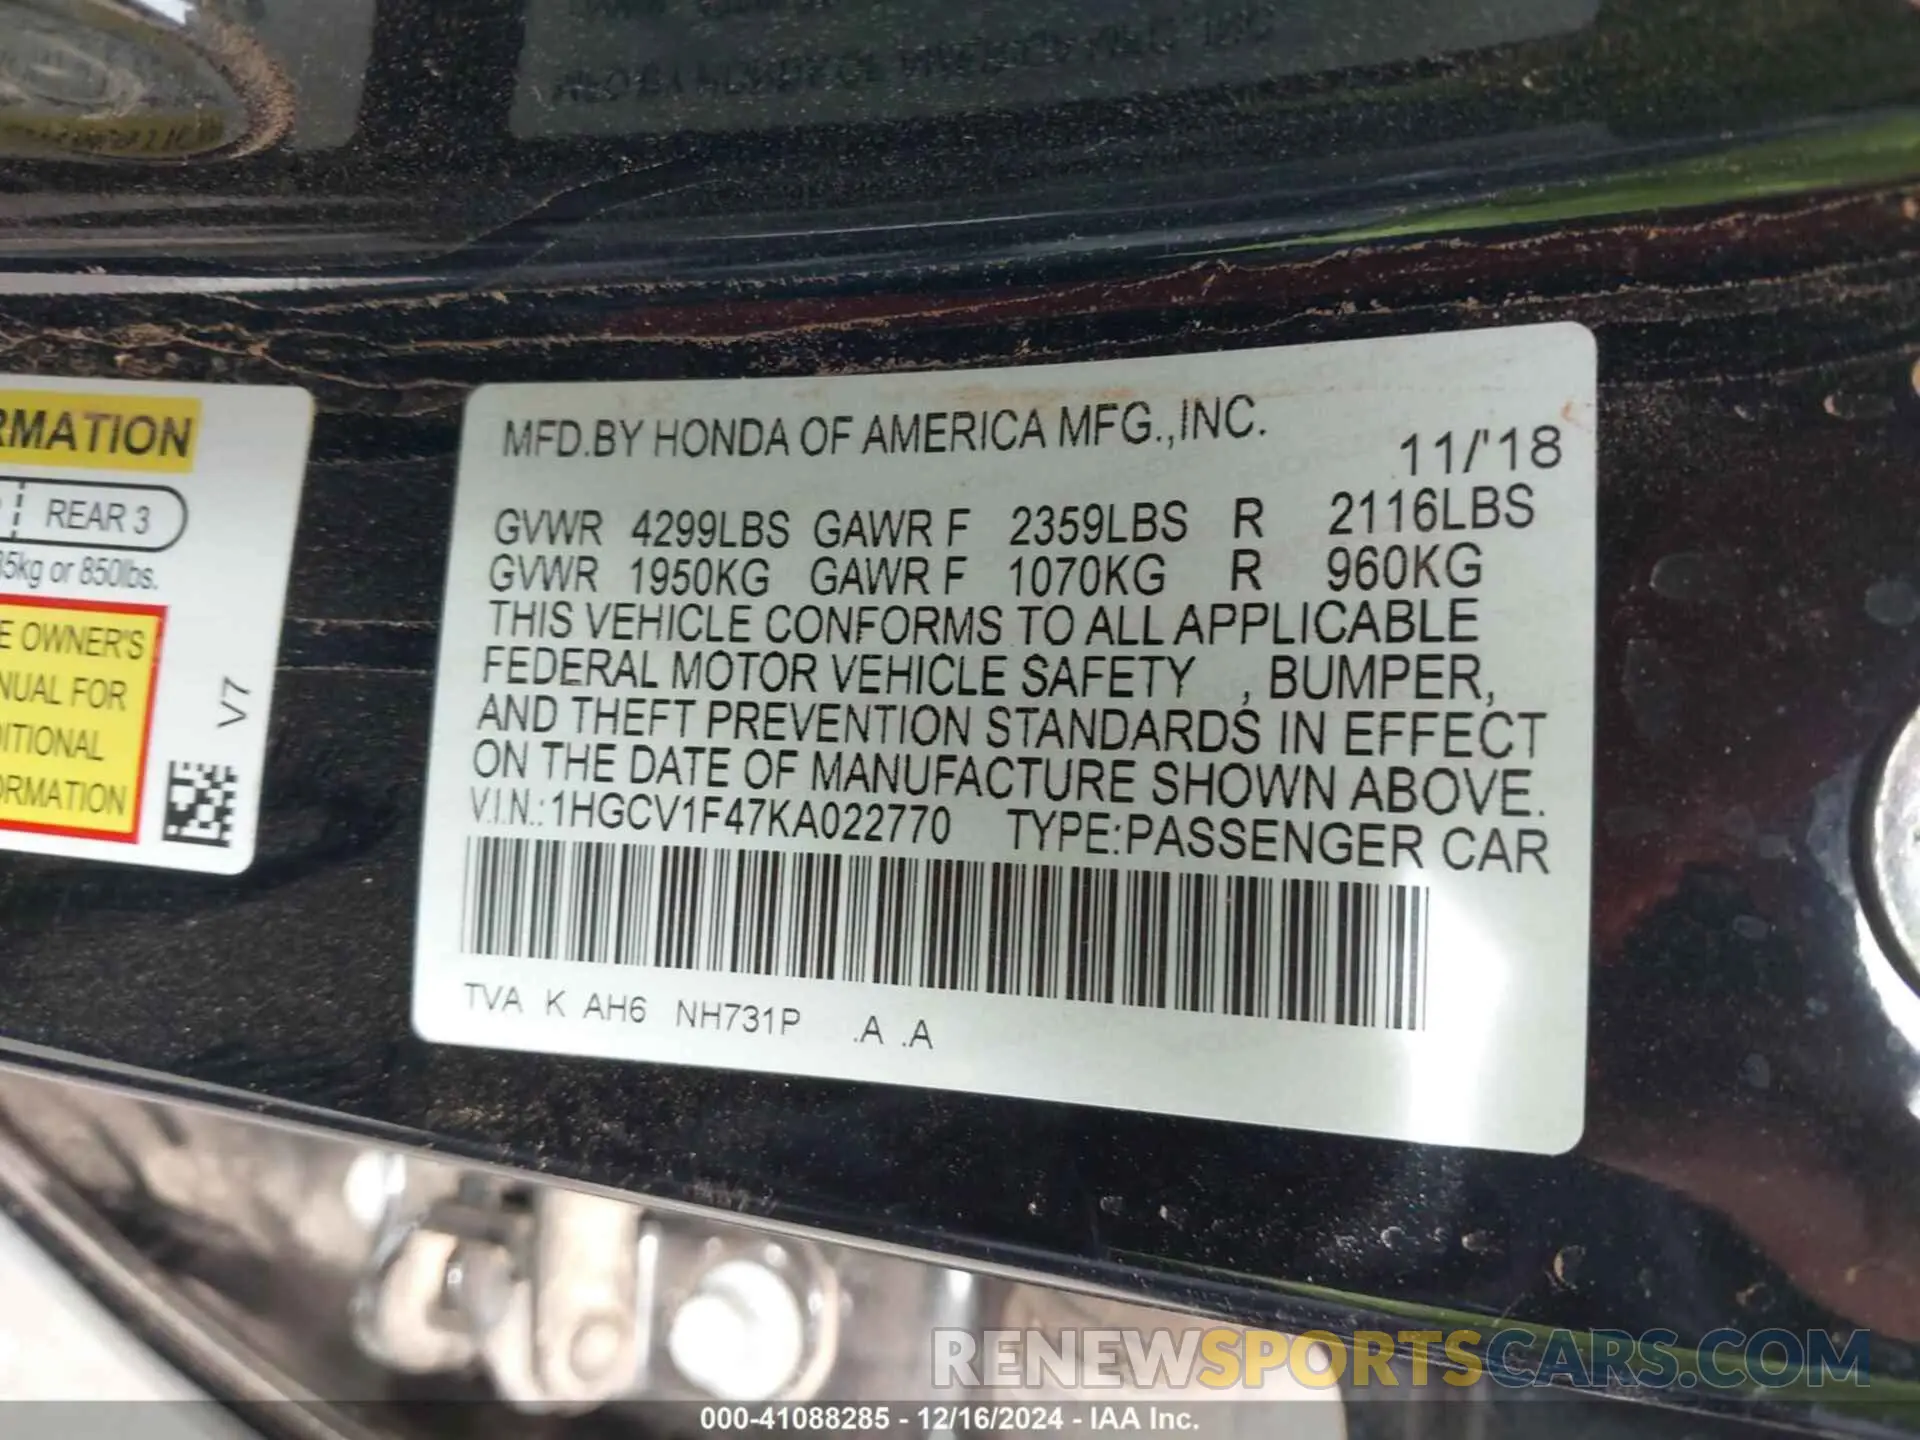 RMATION
REAR 3
35kg or 850lbs.
E OWNER'S
NUAL FOR
DITIONAL
ORMATION
V7
MFD.BY HONDA OF AMERICA MFG.,INC.
11/'18
GVWR 4299LBS GAWR F 2359LBS R 2116LBS
GVWR 1950KG GAWR F 1070KG R 960KG
THIS VEHICLE CONFORMS TO ALL APPLICABLE
FEDERAL MOTOR VEHICLE SAFETY , BUMPER,
AND THEFT PREVENTION STANDARDS IN EFFECT
ON THE DATE OF MANUFACTURE SHOWN ABOVE.
V.I.N.:1HGCV1F47KA022770 TYPE:PASSENGER CAR
TVA K AH6 NH731P .A .A
RENEWSPORTSCARS.COM
000-41088285 - 12/16/2024 - IAA Inc.